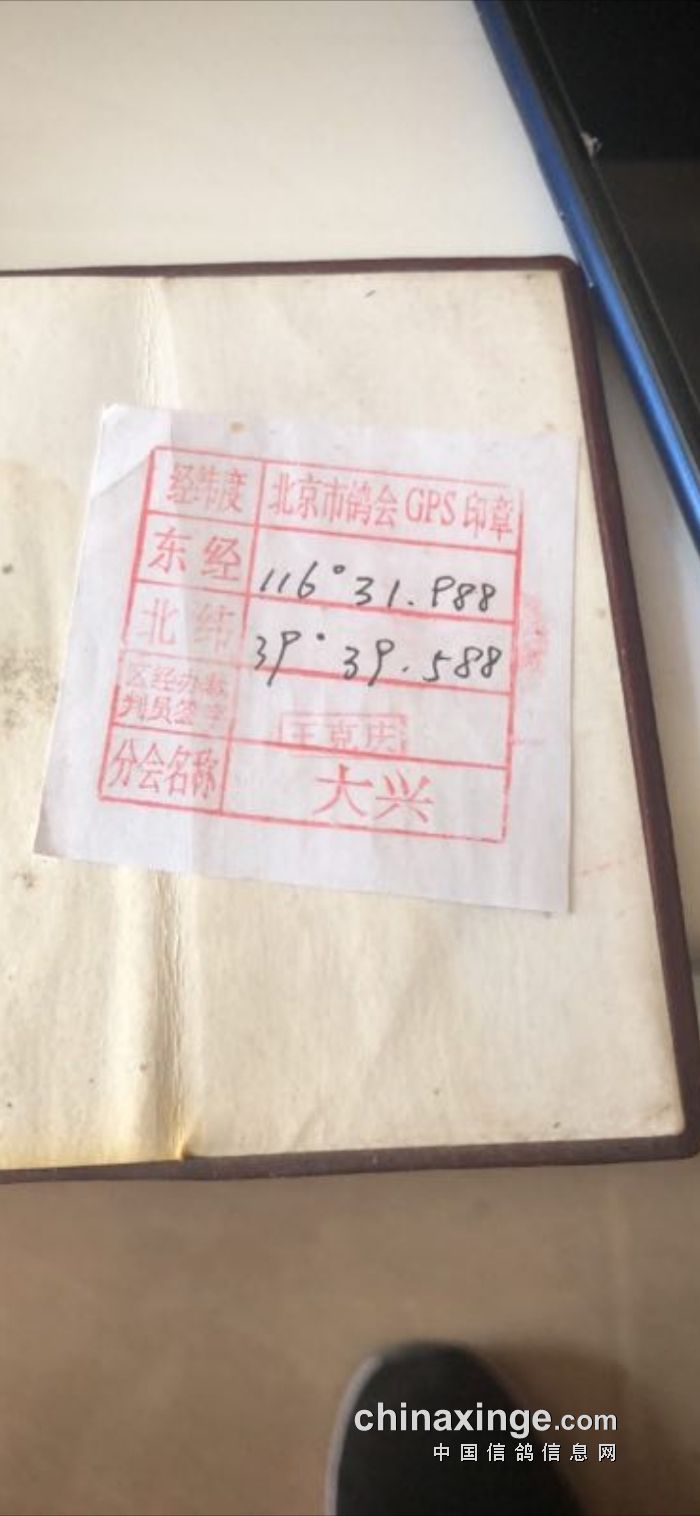 经纬度 北京市鸽会GPS印章
东经 116°31.988
北纬 39°39.588
区经办裁判员签字 王克庆
分会名称 大兴
chinaxinge.com
中国信鸽信息网